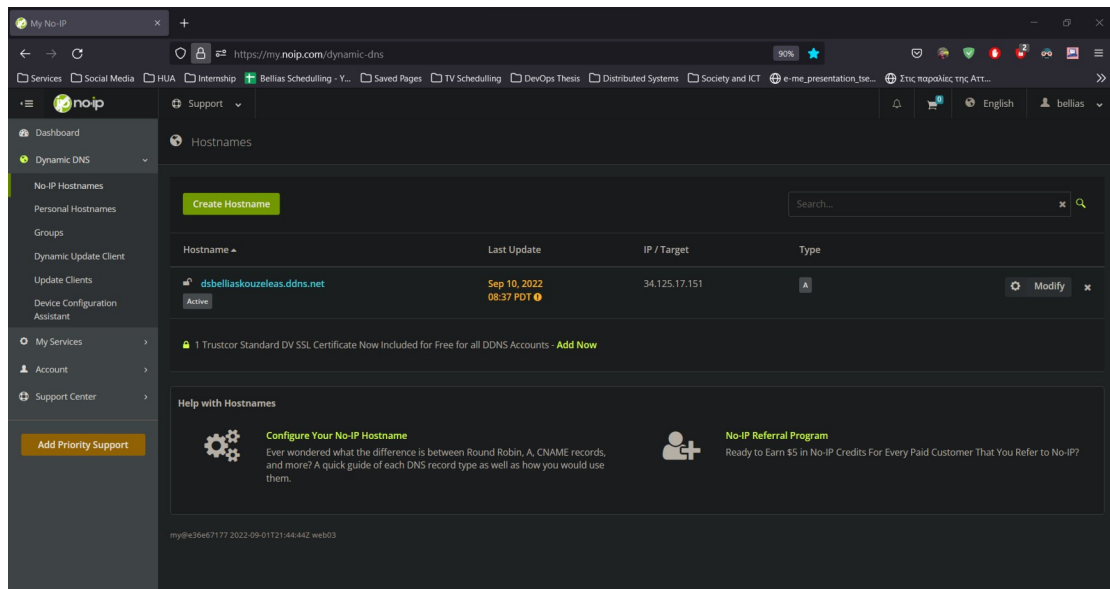 My No-IP
https://my.noip.com/dynamic-dns
90%
2
Services Social Media HUA Internship Bellias Schedulling - Y... Saved Pages TV Schedulling DevOps Thesis Distributed Systems Society and ICT e-me_presentation_tse... Στις παραλίες της Αττ...
noip
Support
0
English
bellias
Dashboard
Dynamic DNS
No-IP Hostnames
Personal Hostnames
Groups
Dynamic Update Client
Update Clients
Device Configuration
Assistant
My Services
Account
Support Center
Add Priority Support
Hostnames
Create Hostname
Search...
Hostname Last Update IP / Target Type
dsbelliaskouzeleas.ddns.net Sep 10, 2022 34.125.17.151 A Modify
Active 08:37 PDT
1 Trustcor Standard DV SSL Certificate Now Included for Free for all DDNS Accounts - Add Now
Help with Hostnames
Configure Your No-IP Hostname
Ever wondered what the difference is between Round Robin, A, CNAME records,
and more? A quick guide of each DNS record type as well as how you would use
them.
No-IP Referral Program
Ready to Earn $5 in No-IP Credits For Every Paid Customer That You Refer to No-IP?
my@e36e67177 2022-09-01T21:44:44Z web03